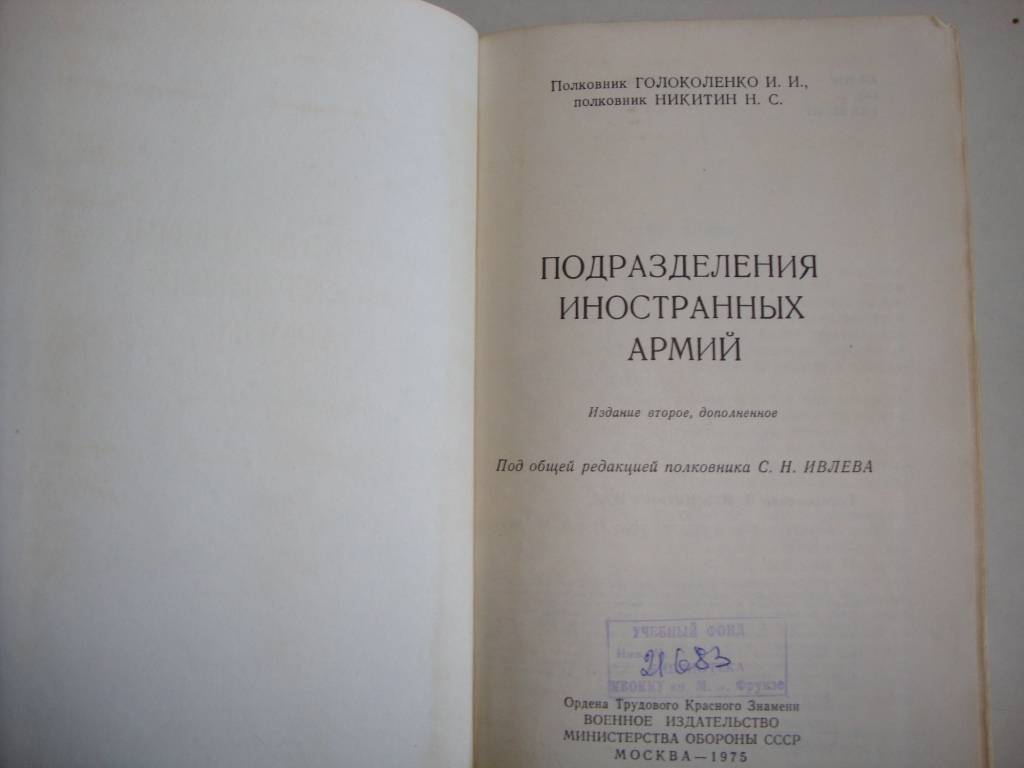 Полковник ГОЛОКОЛЕНКО И. И.,
полковник НИКИТИН Н. С.
ПОДРАЗДЕЛЕНИЯ
ИНОСТРАННЫХ
АРМИЙ
Издание второе, дополненное
Под общей редакцией полковника С. Н. ИВЛЕВА
УЧЕБНЫЙ ФОНД
21683
Фрунзе
Ордена Трудового Красного Знамени
ВОЕННОЕ ИЗДАТЕЛЬСТВО
МИНИСТЕРСТВА ОБОРОНЫ СССР
МОСКВА—1975